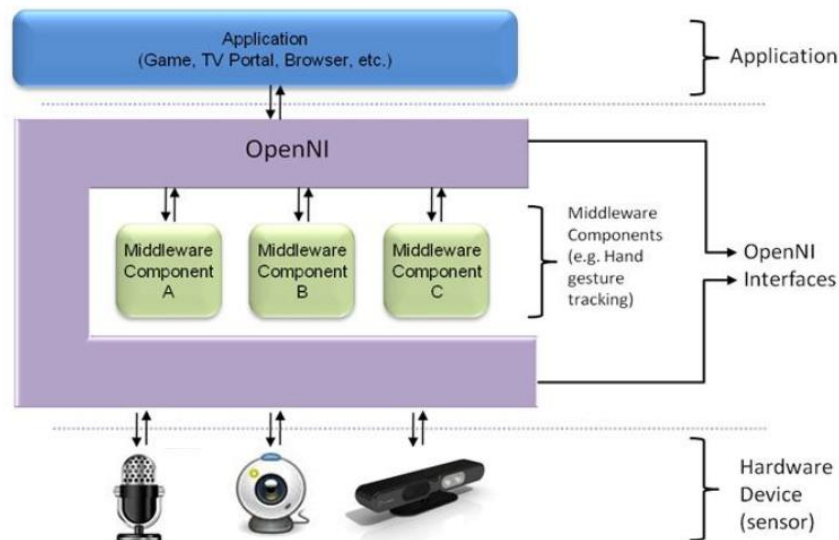 Application
(Game, TV Portal, Browser, etc.)
Application
OpenNI
Middleware
Component
A
Middleware
Component
B
Middleware
Component
C
Middleware
Components
(e.g. Hand
gesture
tracking)
OpenNI
Interfaces
Hardware
Device
(sensor)